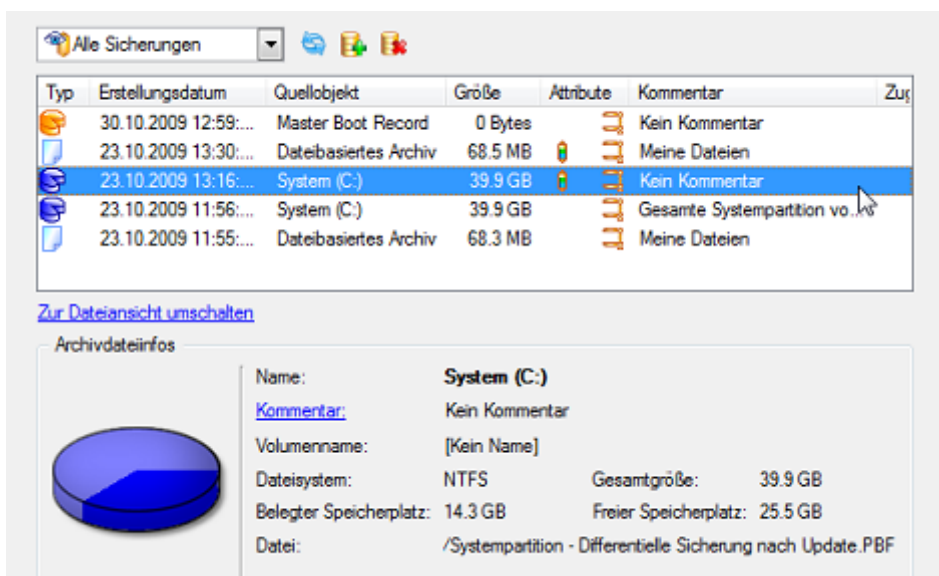 Alle Sicherungen
Typ Erstellungsdatum Quellobjekt Größe Attribute Kommentar Zug
30.10.2009 12:59:... Master Boot Record 0 Bytes Kein Kommentar
23.10.2009 13:30:... Dateibasiertes Archiv 68.5 MB Meine Dateien
23.10.2009 13:16:... System (C:) 39.9 GB Kein Kommentar
23.10.2009 11:56:... System (C:) 39.9 GB Gesamte Systempartition vo...
23.10.2009 11:55:... Dateibasiertes Archiv 68.3 MB Meine Dateien
Zur Dateiansicht umschalten
Archivdateiinfos
Name: System (C:)
Kommentar: Kein Kommentar
Volumenname: [Kein Name]
Dateisystem: NTFS Gesamtgröße: 39.9 GB
Belegter Speicherplatz: 14.3 GB Freier Speicherplatz: 25.5 GB
Datei: /Systempartition - Differentielle Sicherung nach Update.PBF